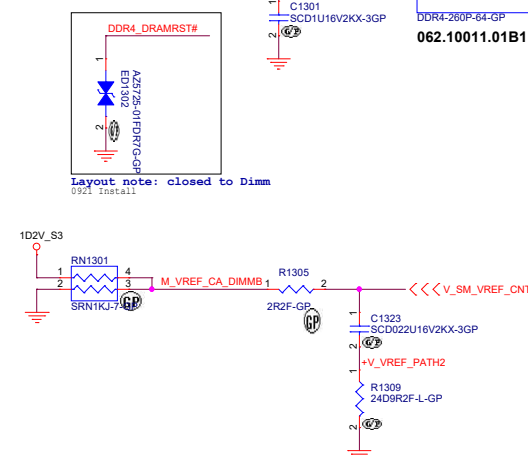 C1301
SCD1U16V2KX-3GP
2
GP
DDR4-260P-64-GP
062.10011.01B1
DDR4_DRAMRST#
1
AZ5725-01FDR7G-GP
ED1302
2
GP
Layout note: closed to Dimm
0921 Install
1D2V_S3
RN1301
1
2
4
3
SRN1KJ-7-GP
GP
M_VREF_CA_DIMMB
1
R1305
2
2R2F-GP
GP
V_SM_VREF_CNT
1
C1323
SCD022U16V2KX-3GP
2
GP
+V_VREF_PATH2
1
R1309
24D9R2F-L-GP
2
GP